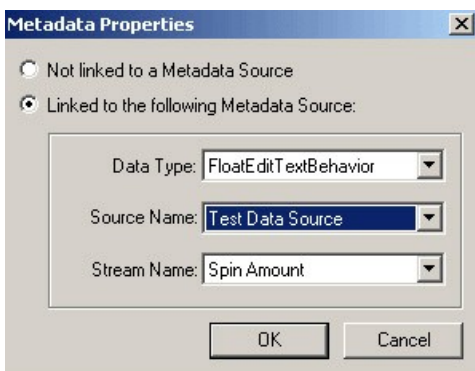 Metadata Properties
Not linked to a Metadata Source
Linked to the following Metadata Source:
Data Type: FloatEditTextBehavior
Source Name: Test Data Source
Stream Name: Spin Amount
OK Cancel